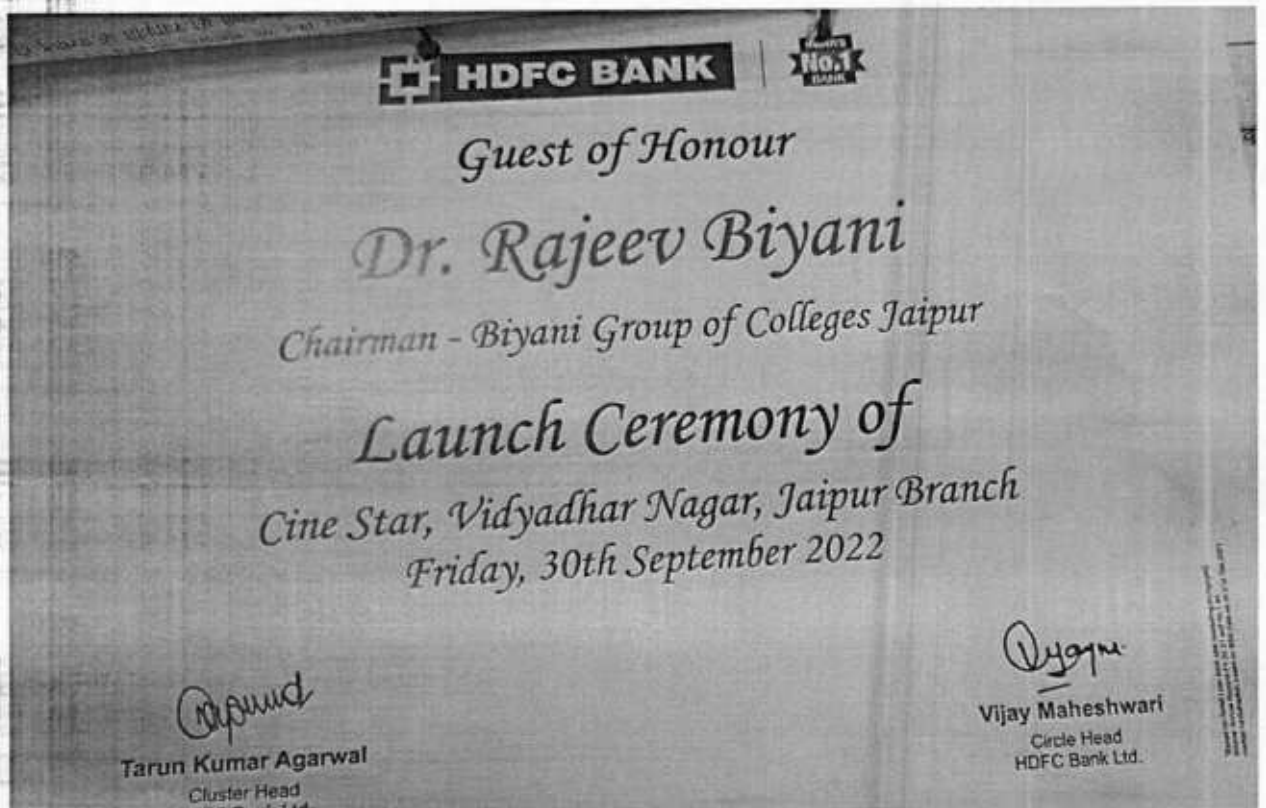 HDFC BANK
No.1
BANK
Guest of Honour
Dr. Rajeev Biyani
Chairman - Biyani Group of Colleges Jaipur
Launch Ceremony of
Cine Star, Vidyadhar Nagar, Jaipur Branch
Friday, 30th September 2022
Tarun Kumar Agarwal
Cluster Head
Vijay Maheshwari
Circle Head
HDFC Bank Ltd.